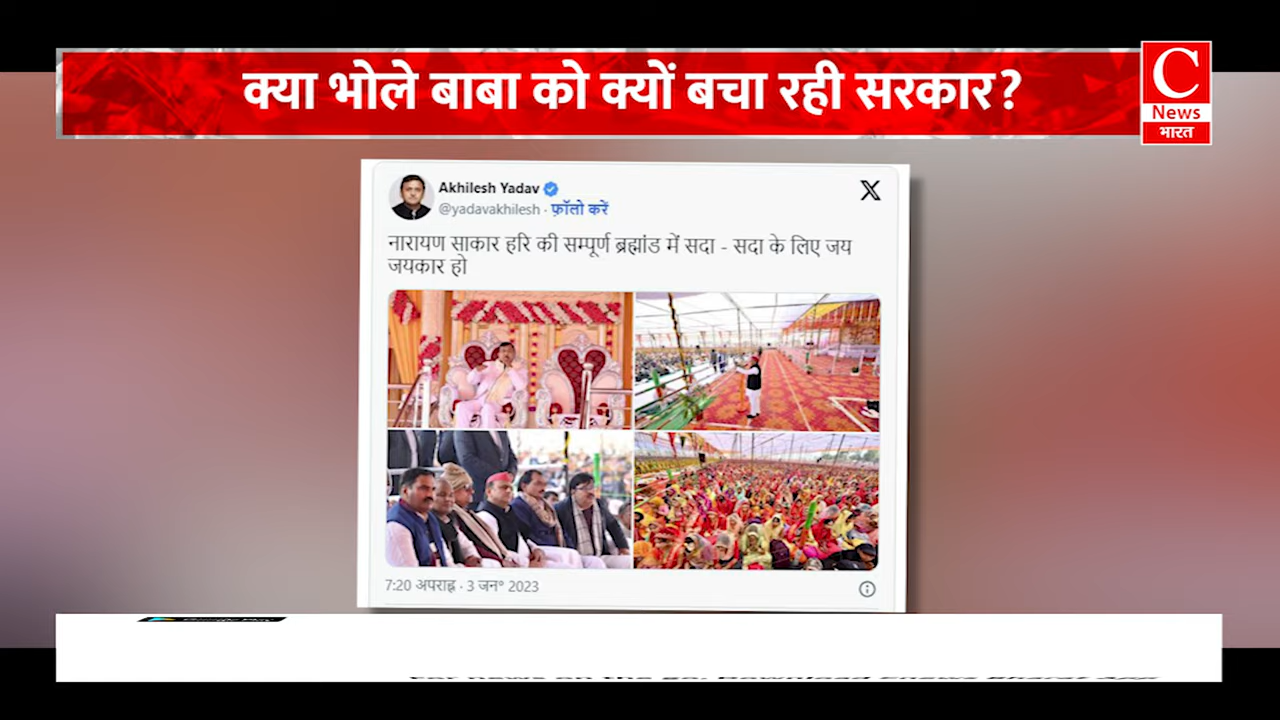 क्या भोले बाबा को क्यों बचा रही सरकार?
C
News
भारत
Akhilesh Yadav
@yadavakhilesh · फ़ॉलो करें
X
नारायण साकार हरि की सम्पूर्ण ब्रह्मांड में सदा - सदा के लिए जय
जयकार हो
7:20 अपराह्न · 3 जन॰ 2023